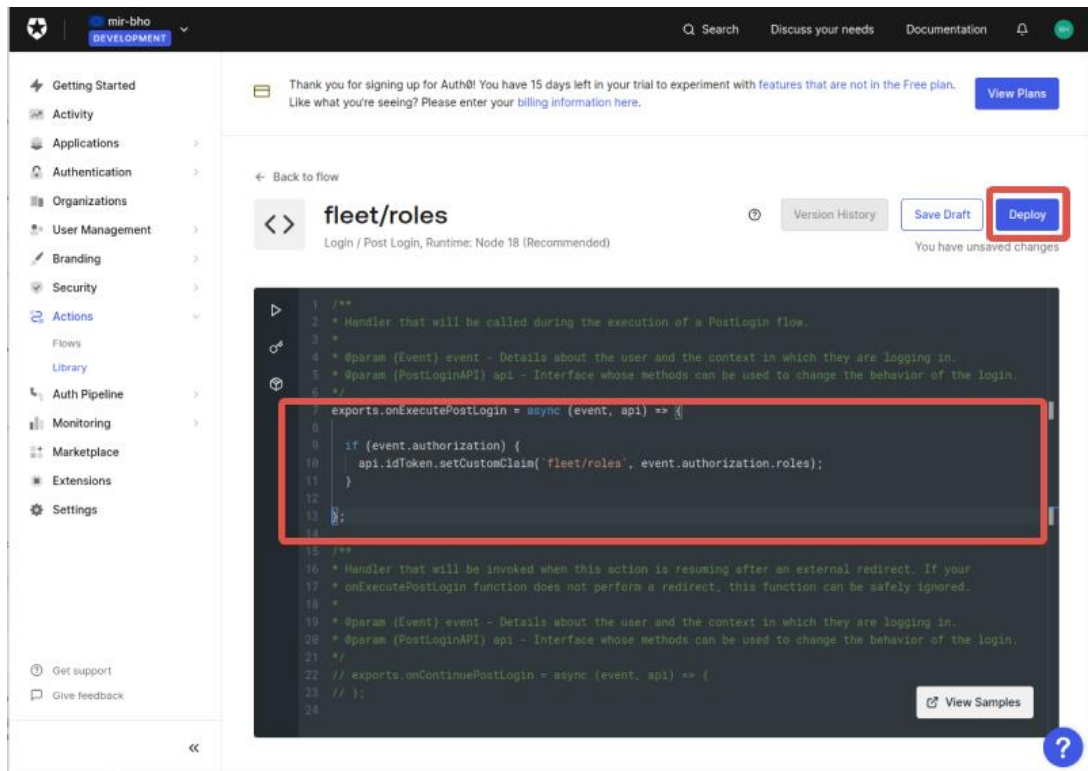 mir-bho
DEVELOPMENT
Search
Discuss your needs
Documentation
Getting Started
Activity
Applications
Authentication
Organizations
User Management
Branding
Security
Actions
Flows
Library
Auth Pipeline
Monitoring
Marketplace
Extensions
Settings
Get support
Give feedback
Thank you for signing up for Auth0! You have 15 days left in your trial to experiment with features that are not in the Free plan.
Like what you're seeing? Please enter your billing information here.
View Plans
← Back to flow
fleet/roles
Login / Post Login, Runtime: Node 18 (Recommended)
Version History
Save Draft
Deploy
You have unsaved changes
1 /**
2 * Handler that will be called during the execution of a PostLogin flow.
3 *
4 * @param {Event} event - Details about the user and the context in which they are logging in.
5 * @param {PostLoginAPI} api - Interface whose methods can be used to change the behavior of the login.
6 */
7 exports.onExecutePostLogin = async (event, api) => {
8
9 if (event.authorization) {
10 api.idToken.setCustomClaim(`fleet/roles`, event.authorization.roles);
11 }
12
13 };
14
15 /**
16 * Handler that will be invoked when this action is resuming after an external redirect. If your
17 * onExecutePostLogin function does not perform a redirect, this function can be safely ignored.
18 *
19 * @param {Event} event - Details about the user and the context in which they are logging in.
20 * @param {PostLoginAPI} api - Interface whose methods can be used to change the behavior of the login.
21 */
22 // exports.onContinuePostLogin = async (event, api) => {
23 // };
24
View Samples
?